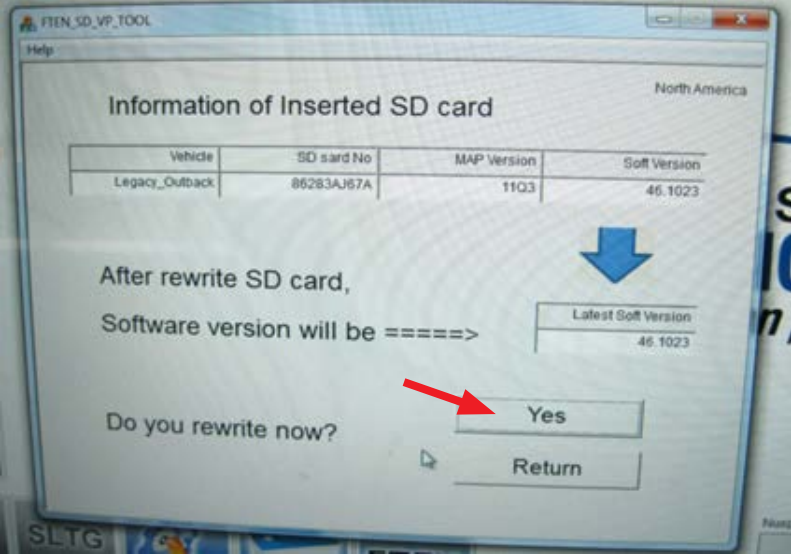 FTEN_SD_VP_TOOL
Help
North America
Information of Inserted SD card
Vehicle SD sard No MAP Version Soft Version
Legacy_Outback 86283AJ67A 11Q3 46.1023
After rewrite SD card,
Software version will be =====>
Latest Soft Version
46.1023
Do you rewrite now?
Yes
Return
SLTG